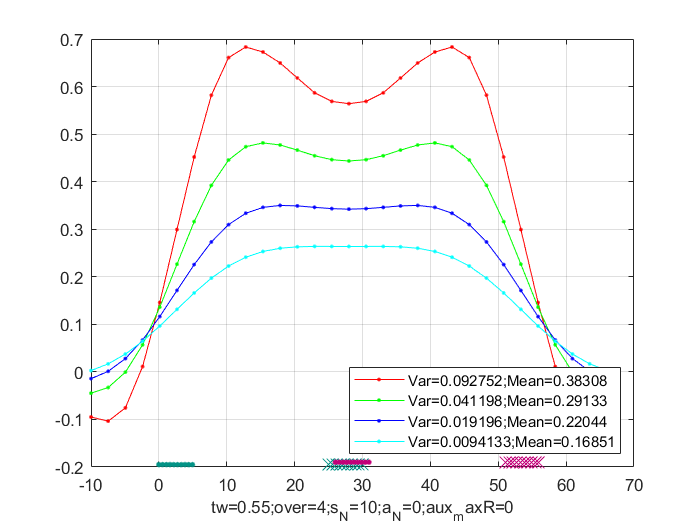 0.7
0.6
0.5
0.4
0.3
0.2
0.1
0
-0.1
-0.2
Var=0.092752;Mean=0.38308
Var=0.041198;Mean=0.29133
Var=0.019196;Mean=0.22044
Var=0.0094133;Mean=0.16851
-10 0 10 20 30 40 50 60 70
tw=0.55;over=4;s_N=10;a_N=0;aux_maxR=0